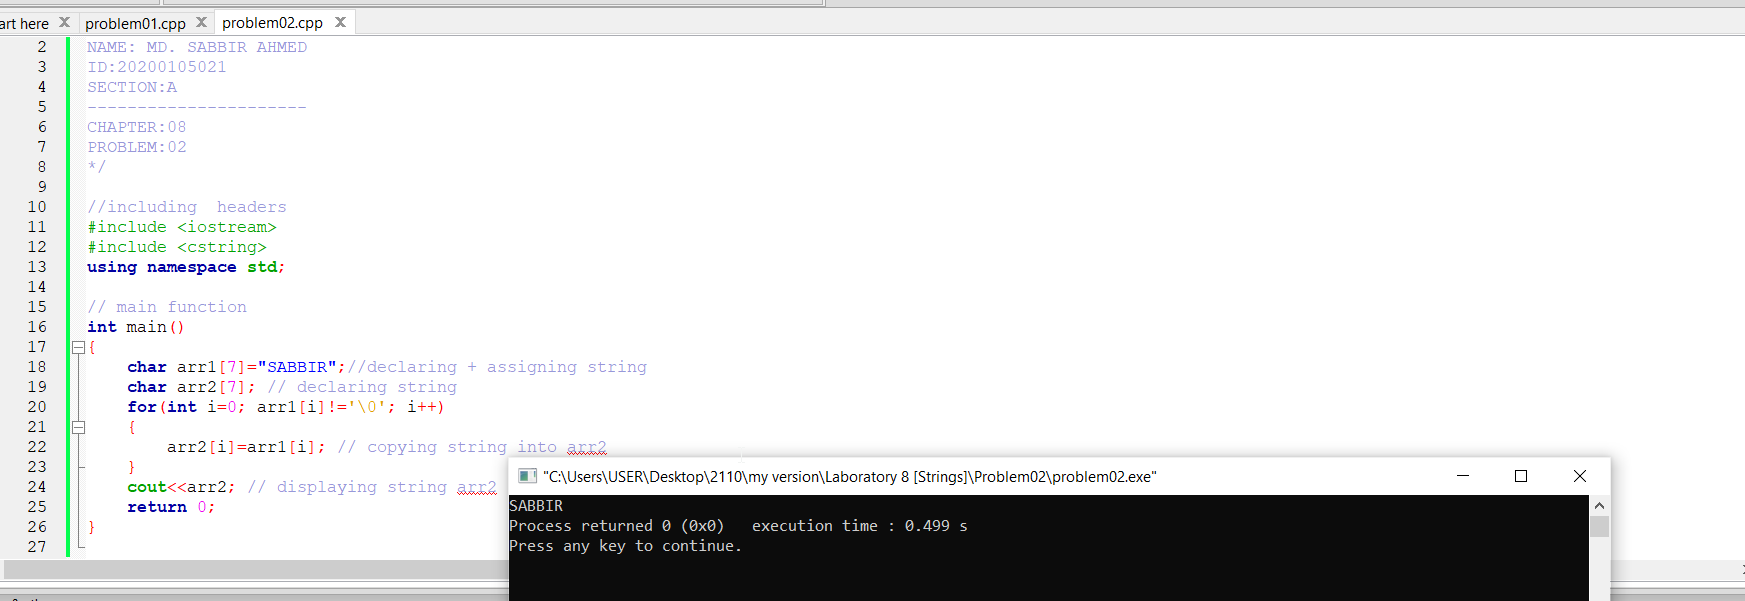 art here X problem01.cpp X problem02.cpp X
2 NAME: MD. SABBIR AHMED
3 ID:20200105021
4 SECTION:A
5 ----------------------
6 CHAPTER:08
7 PROBLEM:02
8 */
9
10 //including  headers
11 #include <iostream>
12 #include <cstring>
13 using namespace std;
14
15 // main function
16 int main()
17 {
18     char arr1[7]="SABBIR";//declaring + assigning string
19     char arr2[7]; // declaring string
20     for(int i=0; arr1[i]!='\0'; i++)
21     {
22         arr2[i]=arr1[i]; // copying string into arr2
23     }
24     cout<<arr2; // displaying string arr2
25     return 0;
26 }
27
"C:\Users\USER\Desktop\2110\my version\Laboratory 8 [Strings]\Problem02\problem02.exe"
SABBIR
Process returned 0 (0x0)   execution time : 0.499 s
Press any key to continue.